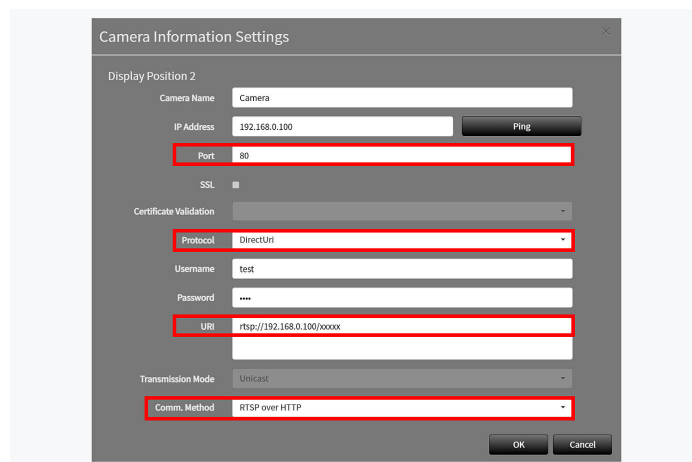 Camera Information Settings
Display Position 2
Camera Name Camera
IP Address 192.168.0.100 Ping
Port 80
SSL
Certificate Validation
Protocol DirectUri
Username test
Password ••••
URI rtsp://192.168.0.100/xxxxx
Transmission Mode Unicast
Comm. Method RTSP over HTTP
OK Cancel